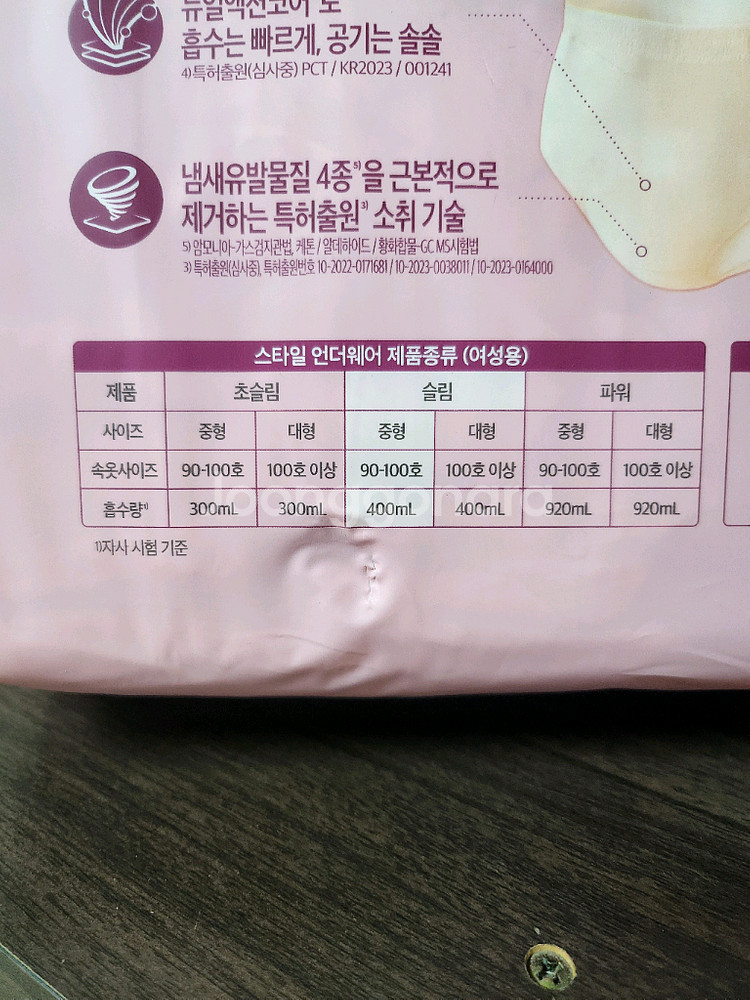 듀얼액션코어 로
흡수는 빠르게, 공기는 솔솔
4)특허출원(심사중) PCT / KR2023 / 001241
냄새유발물질 4종5)을 근본적으로
제거하는 특허출원3) 소취 기술
5) 암모니아-가스검지관법, 케톤 / 알데하이드 / 황화합물-GC MS시험법
3) 특허출원(심사중), 특허출원번호 10-2022-0171681 / 10-2023-0038011 / 10-2023-0164000
스타일 언더웨어 제품종류 (여성용)
제품 초슬림 슬림 파워
사이즈 중형 대형 중형 대형 중형 대형
속옷사이즈 90-100호 100호 이상 90-100호 100호 이상 90-100호 100호 이상
흡수량1) 300mL 300mL 400mL 400mL 920mL 920mL
joonggonara
1)자사 시험 기준